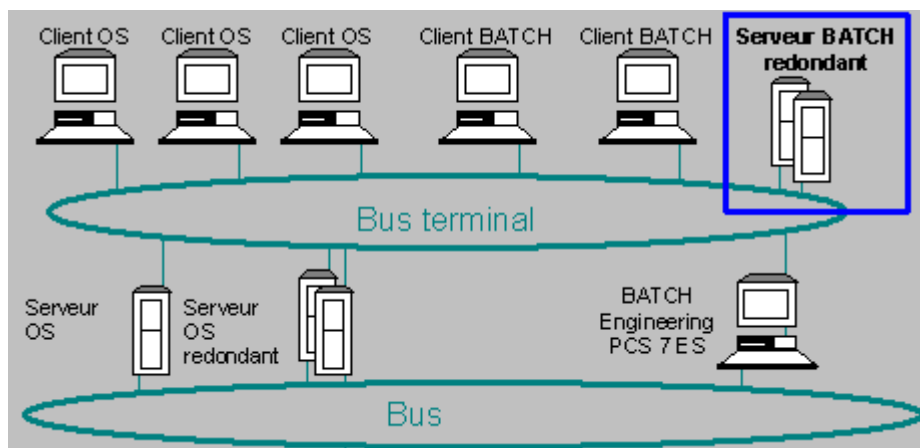 Client OS
Client OS
Client OS
Client BATCH
Client BATCH
Serveur BATCH
redondant
Bus terminal
Serveur
OS
Serveur
OS
redondant
BATCH
Engineering
PCS 7 ES
Bus